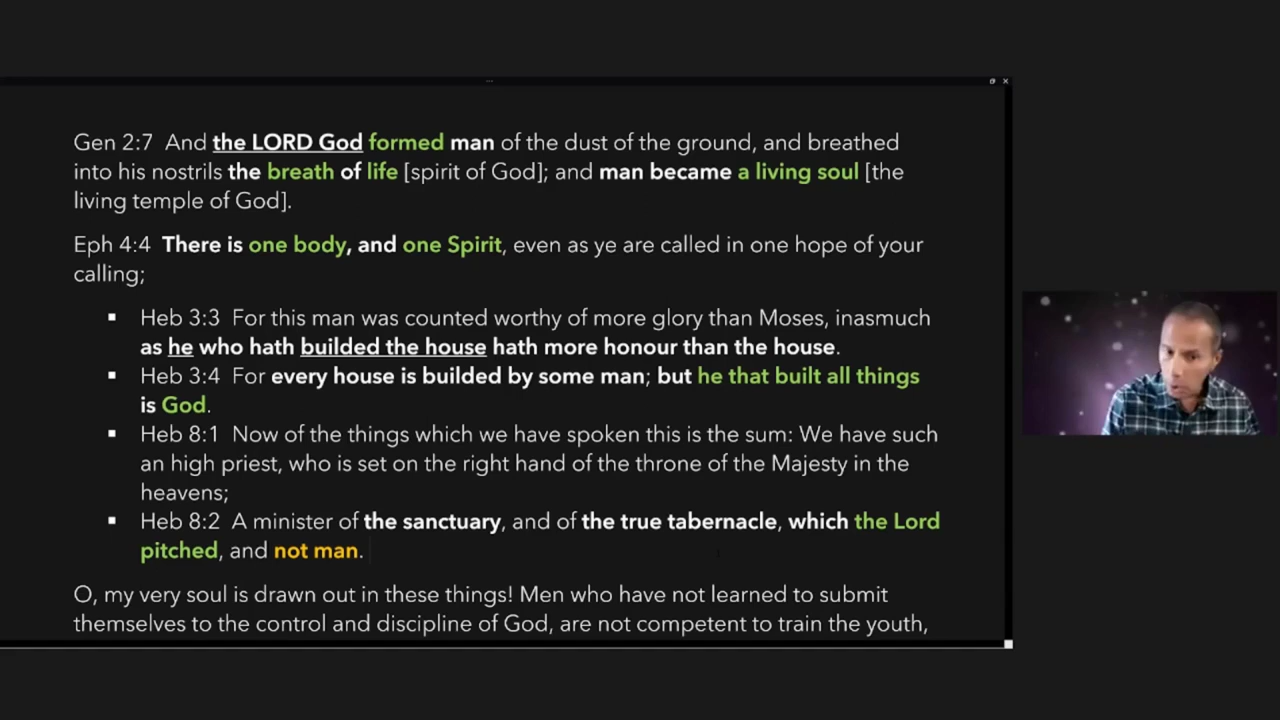 Gen 2:7 And the LORD God formed man of the dust of the ground, and breathed
into his nostrils the breath of life [spirit of God]; and man became a living soul [the
living temple of God].
Eph 4:4 There is one body, and one Spirit, even as ye are called in one hope of your
calling;
▪ Heb 3:3 For this man was counted worthy of more glory than Moses, inasmuch
as he who hath builded the house hath more honour than the house.
▪ Heb 3:4 For every house is builded by some man; but he that built all things
is God.
▪ Heb 8:1 Now of the things which we have spoken this is the sum: We have such
an high priest, who is set on the right hand of the throne of the Majesty in the
heavens;
▪ Heb 8:2 A minister of the sanctuary, and of the true tabernacle, which the Lord
pitched, and not man.
O, my very soul is drawn out in these things! Men who have not learned to submit
themselves to the control and discipline of God, are not competent to train the youth,